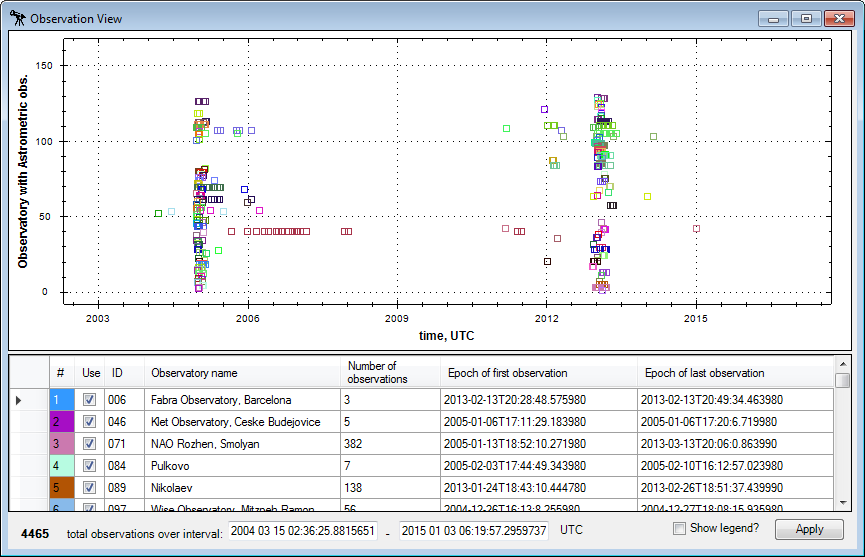 Observation View
Observatory with Astrometric obs.
150
100
50
0
2003 2006 2009 2012 2015
time, UTC
# Use ID Observatory name Number of observations Epoch of first observation Epoch of last observation
1 006 Fabra Observatory, Barcelona 3 2013-02-13T20:28:48.575980 2013-02-13T20:49:34.463980
2 046 Klet Observatory, Ceske Budejovice 5 2005-01-06T17:11:29.183980 2005-01-06T17:20:6.719980
3 071 NAO Rozhen, Smolyan 382 2005-01-13T18:52:10.271980 2013-03-13T20:06:0.863990
4 084 Pulkovo 7 2005-02-03T17:44:49.343980 2005-02-10T16:12:57.023980
5 089 Nikolaev 138 2013-01-24T18:43:10.444780 2013-02-26T18:51:37.439990
6 097 Wise Observatory, Mitzpeh Ramon 56 2004-12-26T16:13:8.255980 2004-12-27T18:08:15.935980
4465 total observations over interval: 2004 03 15 02:36:25.8815651 - 2015 01 03 06:19:57.2959737 UTC Show legend? Apply